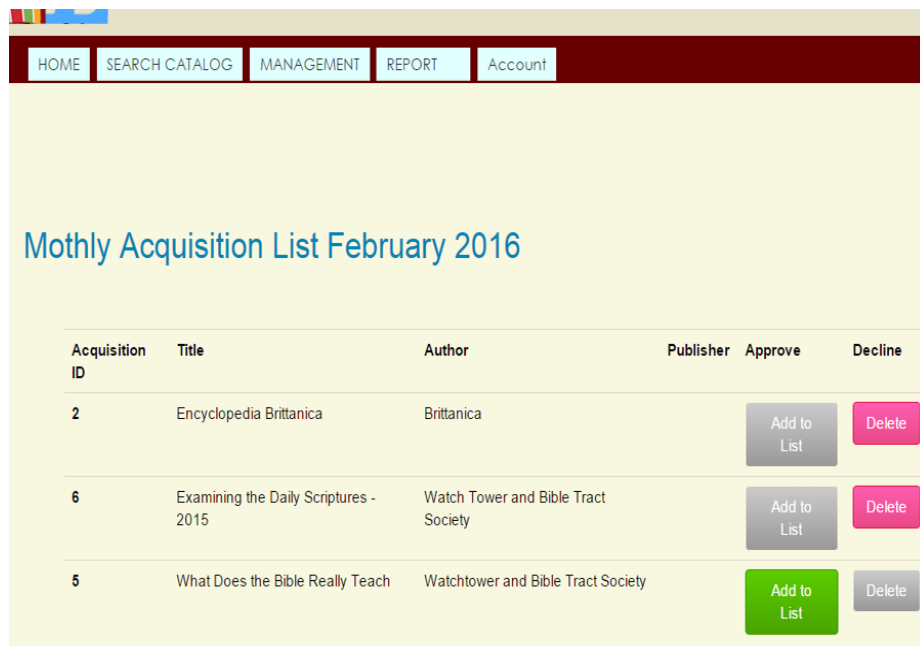 HOME SEARCH CATALOG MANAGEMENT REPORT Account
Mothly Acquisition List February 2016
Acquisition ID Title Author Publisher Approve Decline
2 Encyclopedia Brittanica Brittanica Add to List Delete
6 Examining the Daily Scriptures - 2015 Watch Tower and Bible Tract Society Add to List Delete
5 What Does the Bible Really Teach Watchtower and Bible Tract Society Add to List Delete